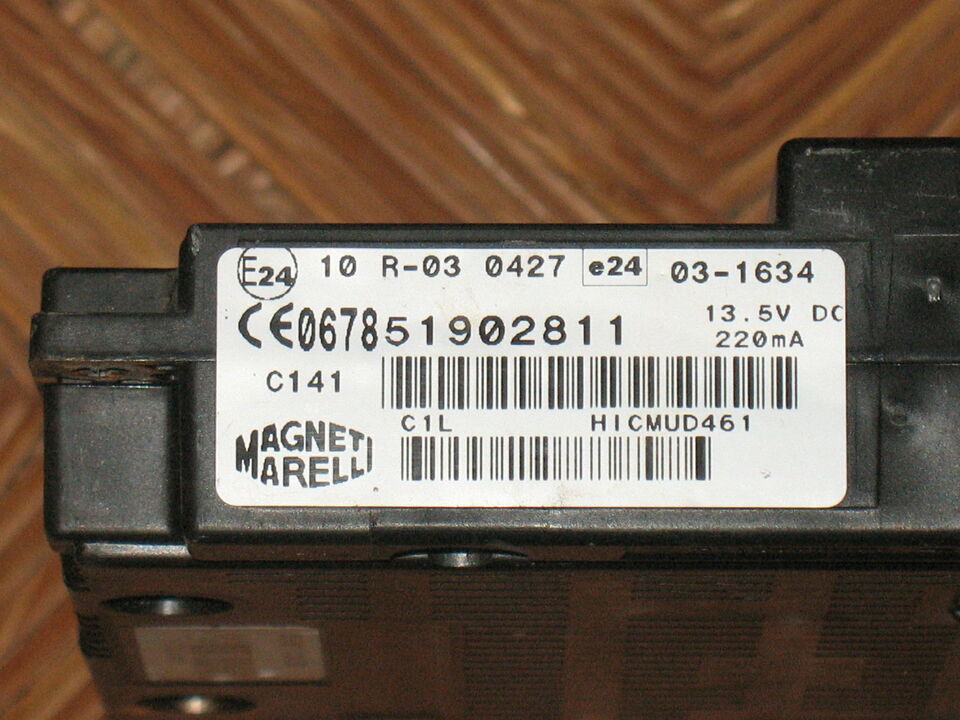 E24 10 R-03 0427 e24 03-1634
CE0678 51902811 13.5V DC
220mA
C141
C1L HICMUD461
MAGNETI
MARELLI